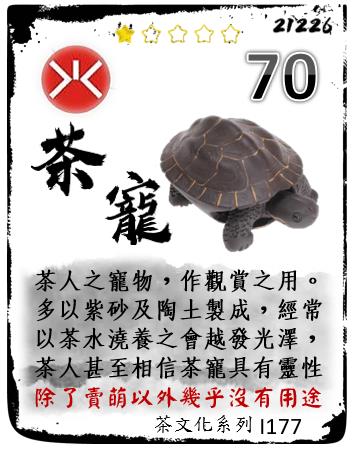 21226
70
茶
寵
茶人之寵物，作觀賞之用。
多以紫砂及陶土製成，經常
以茶水澆養之會越發光澤，
茶人甚至相信茶寵具有靈性
除了賣萌以外幾乎沒有用途
茶文化系列 I177